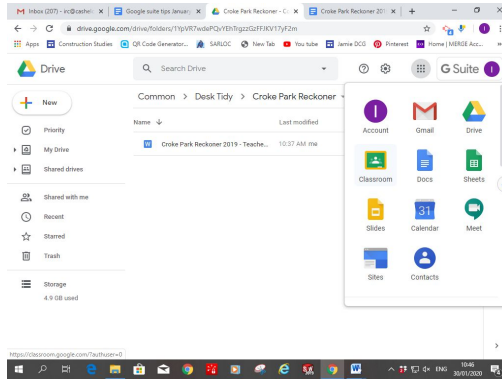 Inbox (207) - irc@cashel
Google suite tips January
Croke Park Reckoner - Co
Croke Park Reckoner 201
drive.google.com/drive/folders/1YpVR7wdePQvYEhTrgzzGzFFJKV17yF2m
Apps
Construction Studies
QR Code Generator...
SARLOC
New Tab
You tube
Jamie DCG
Pinterest
Home | MERGE Acc...
Drive
Search Drive
G Suite
I
New
Common > Desk Tidy > Croke Park Reckoner
Name
Last modified
Croke Park Reckoner 2019 - Teache...
10:37 AM me
Priority
My Drive
Shared drives
Shared with me
Recent
Starred
Trash
Storage
4.9 GB used
I
Account
Gmail
Drive
Classroom
Docs
Sheets
31
Slides
Calendar
Meet
Sites
Contacts
https://classroom.google.com/?authuser=0
ENG
10:46
30/01/2020